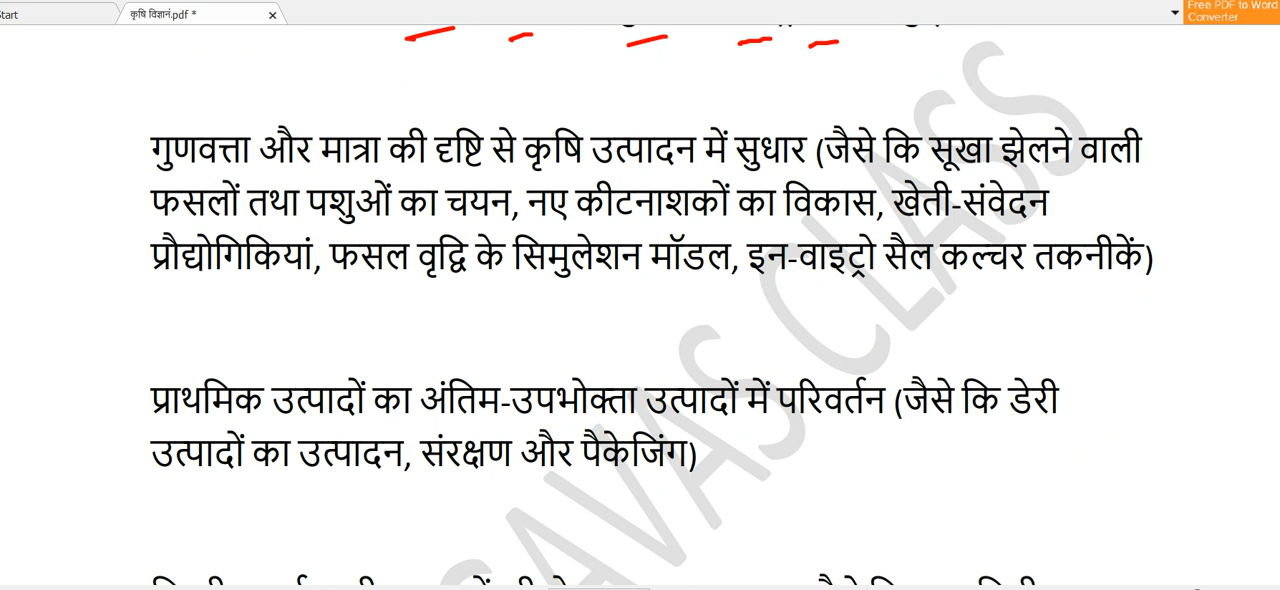 Start
कृषि विज्ञानं.pdf *
Free PDF to Word
Converter
गुणवत्ता और मात्रा की दृष्टि से कृषि उत्पादन में सुधार (जैसे कि सूखा झेलने वाली
फसलों तथा पशुओं का चयन, नए कीटनाशकों का विकास, खेती-संवेदन
प्रौद्योगिकियां, फसल वृद्वि के सिमुलेशन मॉडल, इन-वाइट्रो सैल कल्चर तकनीकें)
प्राथमिक उत्पादों का अंतिम-उपभोक्ता उत्पादों में परिवर्तन (जैसे कि डेरी
उत्पादों का उत्पादन, संरक्षण और पैकेजिंग)
CLASS